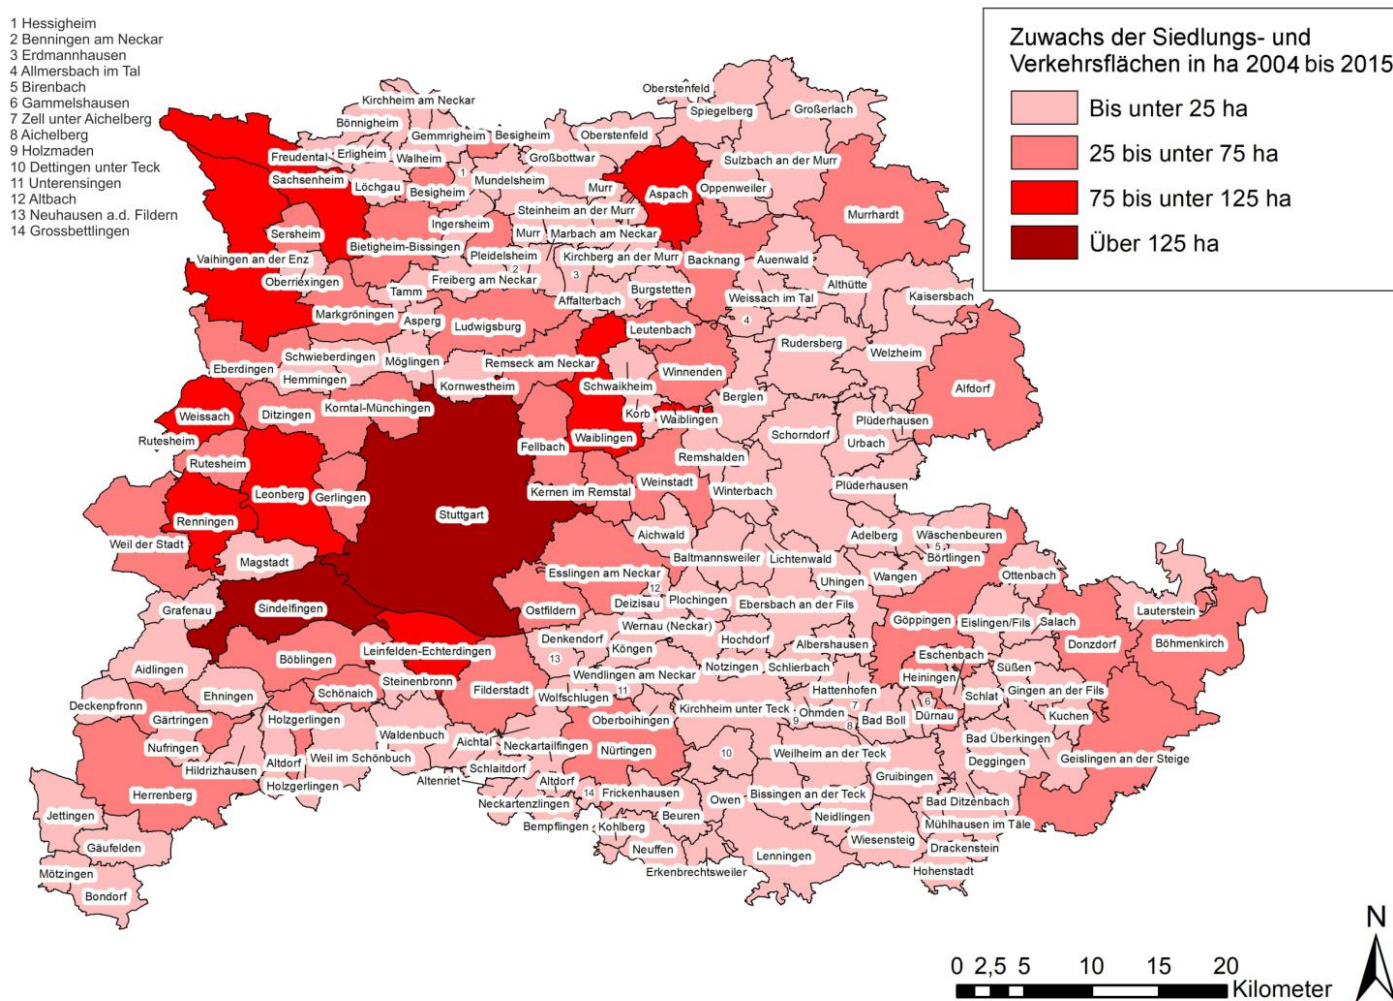 1 Hessigheim
2 Benningen am Neckar
3 Erdmannhausen
4 Allmersbach im Tal
5 Birenbach
6 Gammelshausen
7 Zell unter Aichelberg
8 Aichelberg
9 Holzmaden
10 Dettingen unter Teck
11 Unterensingen
12 Altbach
13 Neuhausen a.d. Fildern
14 Grossbettlingen
Zuwachs der Siedlungs- und
Verkehrsflächen in ha 2004 bis 2015
Bis unter 25 ha
25 bis unter 75 ha
75 bis unter 125 ha
Über 125 ha
Oberstenfeld
Kirchheim am Neckar
Spiegelberg
Großerlach
Bönnigheim
Gemmrigheim
Besigheim
Oberstenfeld
Freudental
Erligheim
Walheim
Großbottwar
Sulzbach an der Murr
Sachsenheim
Löchgau
Besigheim
1
Mundelsheim
Murr
Aspach
Oppenweiler
Steinheim an der Murr
Murrhardt
Sersheim
Ingersheim
Murr
Marbach am Neckar
Bietigheim-Bissingen
Pleidelsheim
Kirchberg an der Murr
Backnang
Auenwald
Vaihingen an der Enz
2
3
Oberriexingen
Freiberg am Neckar
Burgstetten
Weissach im Tal
Althütte
Kaisersbach
Tamm
Affalterbach
Markgröningen
Asperg
Ludwigsburg
Leutenbach
4
Rudersberg
Welzheim
Schwieberdingen
Möglingen
Remseck am Neckar
Eberdingen
Hemmingen
Kornwestheim
Schwaikheim
Winnenden
Alfdorf
Berglen
Weissach
Ditzingen
Korntal-Münchingen
Korb
Waiblingen
Plüderhausen
Rutesheim
Waiblingen
Schorndorf
Urbach
Fellbach
Rutesheim
Remshalden
Leonberg
Gerlingen
Kernen im Remstal
Weinstadt
Winterbach
Plüderhausen
Stuttgart
Renningen
Weil der Stadt
Aichwald
Adelberg
Wäschenbeuren
5
Magstadt
Baltmannsweiler
Lichtenwald
Börtlingen
Esslingen am Neckar
Uhingen
Wangen
Ottenbach
12
Grafenau
Sindelfingen
Ostfildern
Deizisau
Plochingen
Ebersbach an der Fils
Lauterstein
Wernau (Neckar)
Göppingen
Eislingen/Fils
Salach
Denkendorf
Hochdorf
Albershausen
Donzdorf
Böhmenkirch
Böblingen
Leinfelden-Echterdingen
13
Köngen
Eschenbach
Aidlingen
Notzingen
Schlierbach
Süßen
Steinenbronn
Wendlingen am Neckar
Heiningen
Ehningen
Schönaich
Filderstadt
Wolfschlugen
11
Hattenhofen
Schlat
Gingen an der Fils
Deckenpfronn
7
6
Kirchheim unter Teck
Ohmden
Dürnau
Kuchen
Gärtringen
Holzgerlingen
Oberboihingen
9
8
Bad Boll
Waldenbuch
Bad Überkingen
Nufringen
Aichtal
Neckartailfingen
Nürtingen
10
Weilheim an der Teck
Geislingen an der Steige
Weil im Schönbuch
Deggingen
Hildrizhausen
Altdorf
Schlaitdorf
Gruibingen
Altenriet
Altdorf
Holzgerlingen
14
Frickenhausen
Bissingen an der Teck
Herrenberg
Owen
Bad Ditzenbach
Neckartenzlingen
Beuren
Neidlingen
Jettingen
Bempflingen
Kohlberg
Mühlhausen im Täle
Wiesensteig
Gäufelden
Neuffen
Lenningen
Drackenstein
Mötzingen
Erkenbrechtsweiler
Hohenstadt
Bondorf
N
0 2,5 5 10 15 20
Kilometer